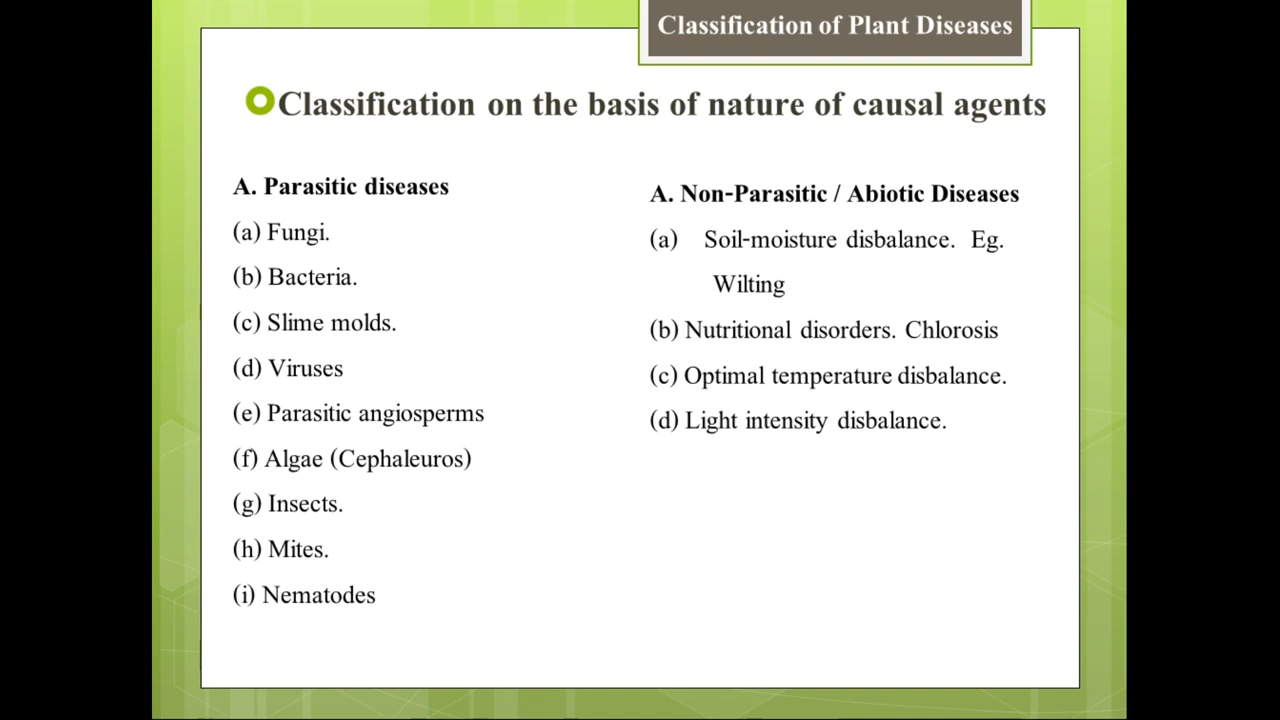 Classification of Plant Diseases
Classification on the basis of nature of causal agents
A. Parasitic diseases
(a) Fungi.
(b) Bacteria.
(c) Slime molds.
(d) Viruses
(e) Parasitic angiosperms
(f) Algae (Cephaleuros)
(g) Insects.
(h) Mites.
(i) Nematodes
A. Non-Parasitic / Abiotic Diseases
(a) Soil-moisture disbalance. Eg.
Wilting
(b) Nutritional disorders. Chlorosis
(c) Optimal temperature disbalance.
(d) Light intensity disbalance.